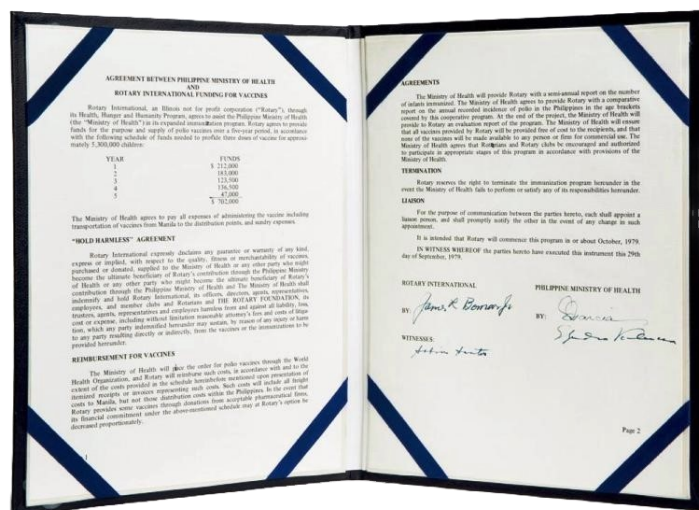 AGREEMENT BETWEEN PHILIPPINE MINISTRY OF HEALTH
AND
ROTARY INTERNATIONAL FUNDING FOR VACCINES
Rotary International, an Illinois not for profit corporation ("Rotary"); through
its Health, Hunger and Humanity Program, agrees to assist the Philippine Ministry of Health
(the "Ministry of Health") in its expanded immunization program. Rotary agrees to provide
funds for the purpose and supply of polio vaccines over a five-year period, in accordance
with the following schedule of funds needed to profide three doses of vaccine for approxi-
mately 5,300,000 children:
YEAR FUNDS
1 $ 212,000
2 183,000
3 123,500
4 136,500
5 47,000
$ 702,000
The Ministry of Health agrees to pay all expenses of administering the vaccine including
transportation of vaccines from Manila to the distribution points, and sundry expenses.
"HOLD HARMLESS" AGREEMENT
Rotary International expressly disclaims any guarantee or warranty of any kind,
express or implied, with respect to the quality, fitness or merchantability of vaccines,
purchased or donated, supplied to the Ministry of Health or any other party who might
become the ultimate beneficiary of Rotary's contribution through the Philippine Ministry
of Health or any other party who might become the ultimate beneficiary of Rotary's
contribution through the Philippine Ministry of Health and The Ministry of Health shall
indemnify and hold Rotary International, its officers, directors, agents, representatives,
employees, and member clubs and Rotarians and THE ROTARY FOUNDATION, its
trustees, agents, representatives and employees harmless from and against all liability, loss,
cost or expense, including without limitation reasonable attorney's fees and costs of litiga-
tion, which any party indemnified hereunder may sustain, by reason of any injury or harm
to any party resulting directly or indirectly, from the vaccines or the immunizations to be
provided hereunder.
REIMBURSEMENT FOR VACCINES
The Ministry of Health will place the order for polio vaccines through the World
Health Organization, and Rotary will reimburse such costs, in accordance with and to the
extent of the costs provided in the schedule hereinbefore mentioned upon presentation of
itemized receipts or invoices representing such costs. Such costs will include all freight
costs to Manila, but not those distribution costs within the Philippines. In the event that
Rotary provides some vaccines through donations from acceptable pharmaceutical firms,
its financial commitment under the above-mentioned schedule may at Rotary's option be
decreased proportionately.
1
AGREEMENTS
The Ministry of Health will provide Rotary with a semi-annual report on the number
of infants immunized. The Ministry of Health agrees to provide Rotary with a comparative
report on the annual recorded incidence of polio in the Philippines in the age brackets
covered by this cooperative program. At the end of the project, the Ministry of Health will
provide to Rotary an evaluation report of the program. The Ministry of Health will ensure
that all vaccines provided by Rotary will be provided free of cost to the recipients, and that
none of the vaccines will be made available to any person or firm for commercial use. The
Ministry of Health agrees that Rotarians and Rotary clubs be encouraged and authorized
to participate in appropriate stages of this program in accordance with provisions of the
Ministry of Health.
TERMINATION
Rotary reserves the right to terminate the immunization program hereunder in the
event the Ministry of Health fails to perform or satisfy any of its responsibilities hereunder.
LIAISON
For the purpose of communication between the parties hereto, each shall appoint a
liaison person, and shall promptly notify the other in the event of any change in such
appointment.
It is intended that Rotary will commence this program in or about October, 1979.
IN WITNESS WHEREOF the parties hereto have executed this instrument this 29th
day of September, 1979.
ROTARY INTERNATIONAL PHILIPPINE MINISTRY OF HEALTH
BY: James L Bomar Jr BY:
WITNESSES:
Page 2